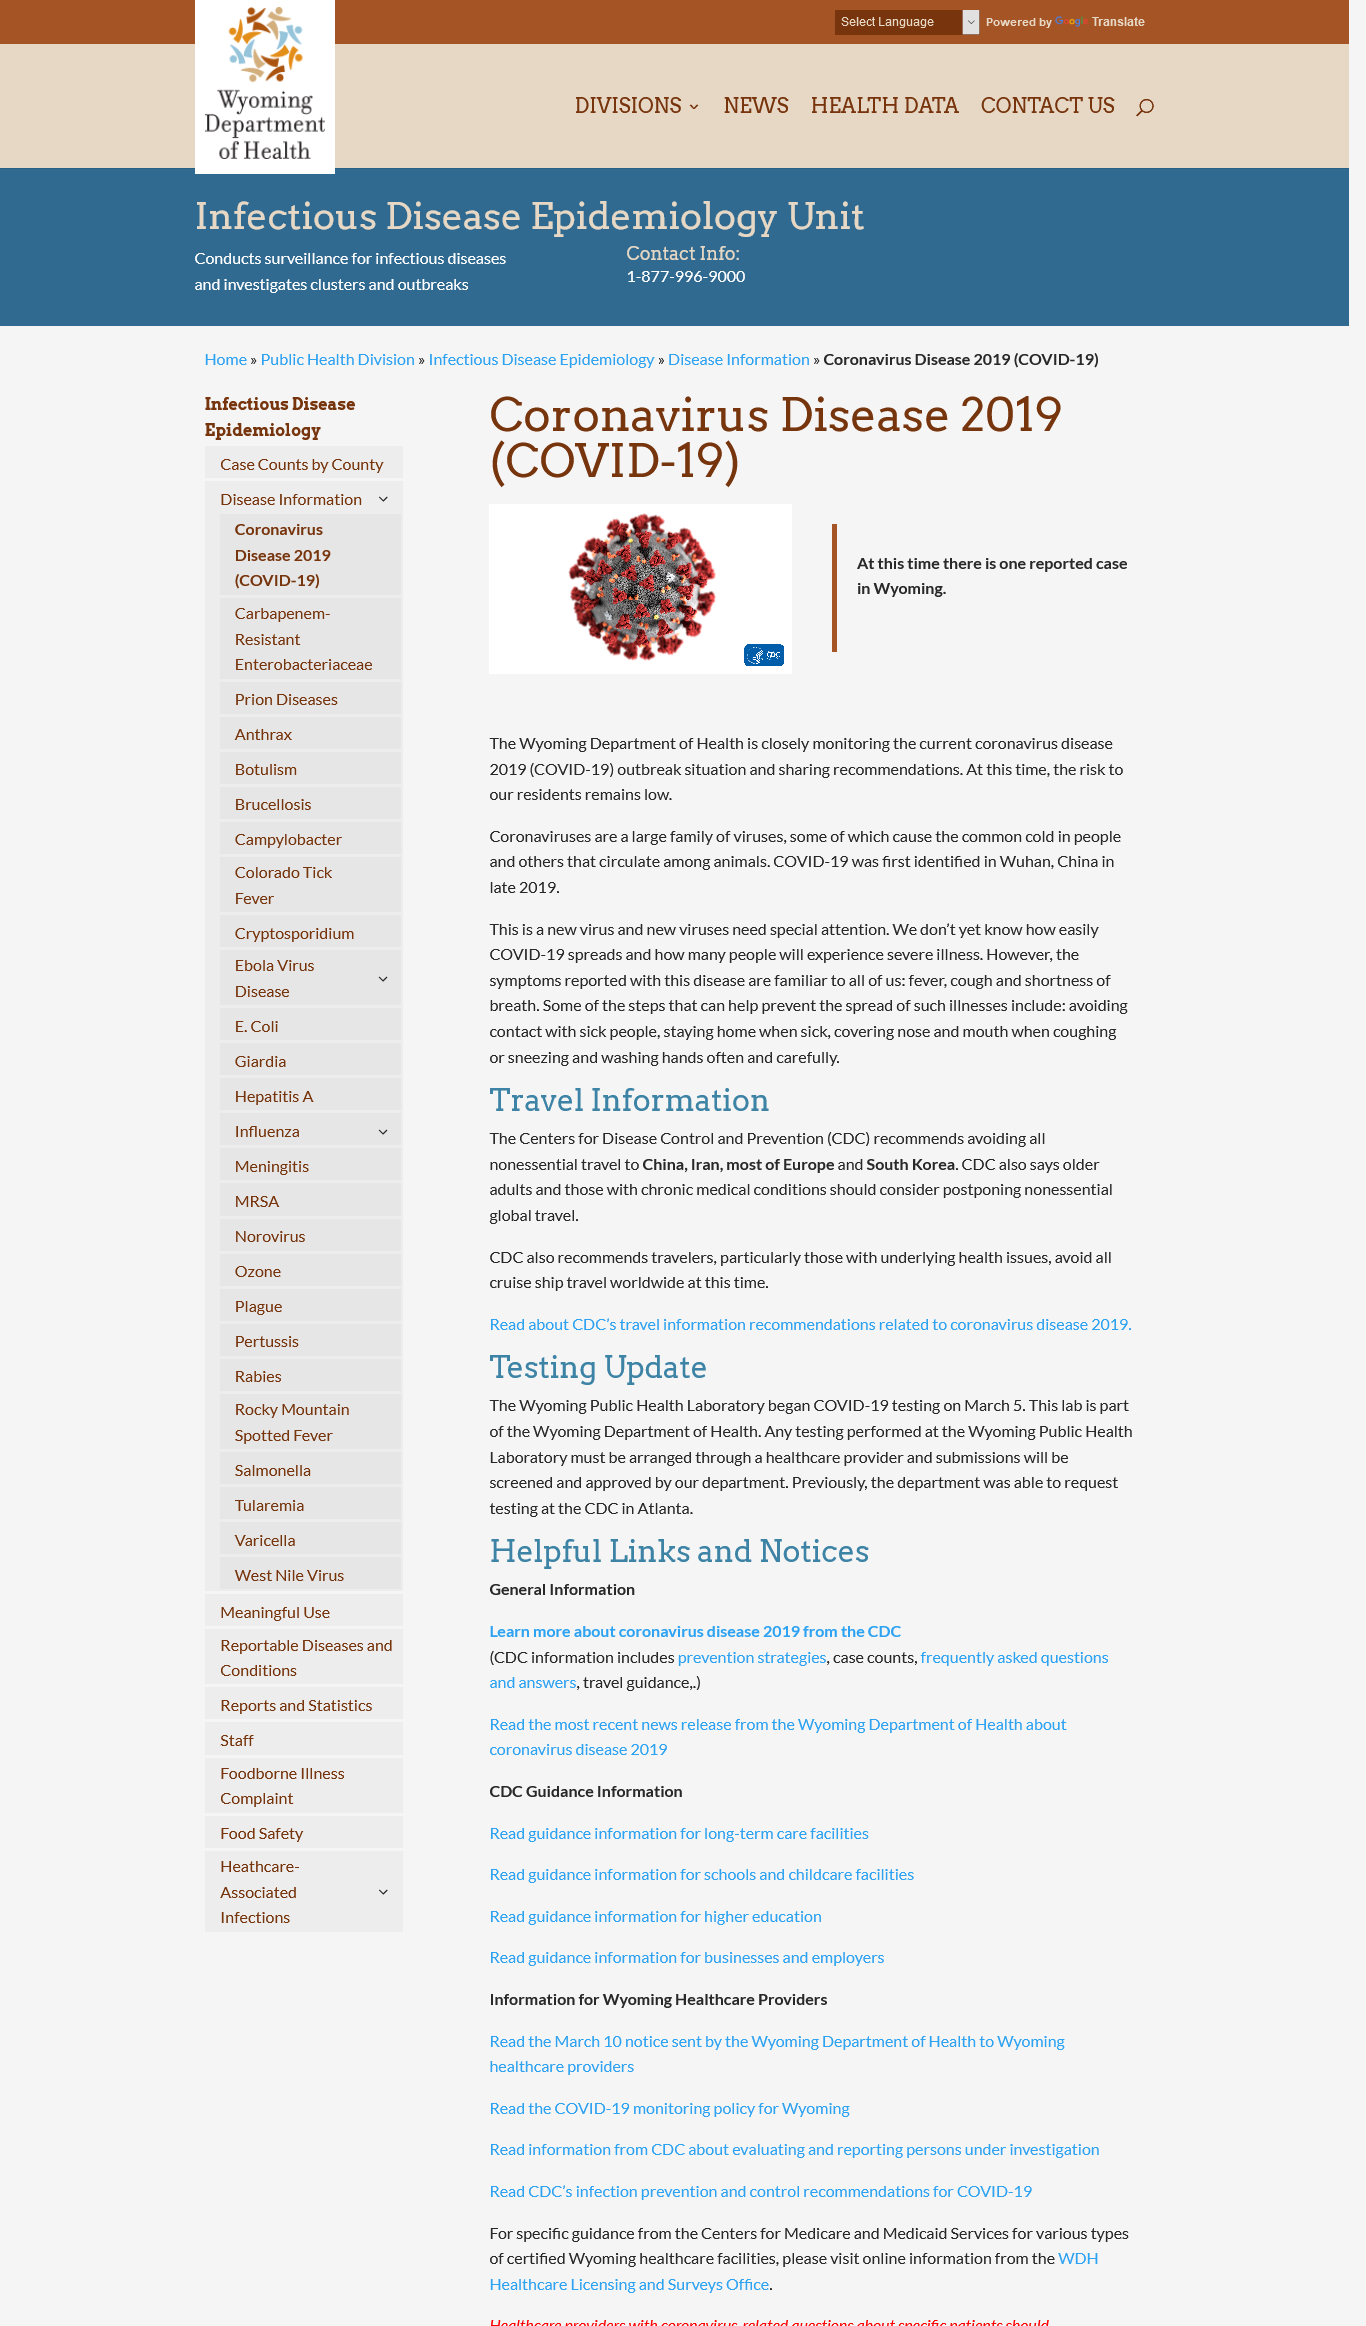 Select Language
Powered by Google Translate
Wyoming
Department
of Health
DIVISIONS
NEWS
HEALTH DATA
CONTACT US
Infectious Disease Epidemiology Unit
Conducts surveillance for infectious diseases
and investigates clusters and outbreaks
Contact Info:
1-877-996-9000
Home » Public Health Division » Infectious Disease Epidemiology » Disease Information » Coronavirus Disease 2019 (COVID-19)
Infectious Disease
Epidemiology
Case Counts by County
Disease Information
Coronavirus
Disease 2019
(COVID-19)
Carbapenem-
Resistant
Enterobacteriaceae
Prion Diseases
Anthrax
Botulism
Brucellosis
Campylobacter
Colorado Tick
Fever
Cryptosporidium
Ebola Virus
Disease
E. Coli
Giardia
Hepatitis A
Influenza
Meningitis
MRSA
Norovirus
Ozone
Plague
Pertussis
Rabies
Rocky Mountain
Spotted Fever
Salmonella
Tularemia
Varicella
West Nile Virus
Meaningful Use
Reportable Diseases and
Conditions
Reports and Statistics
Staff
Foodborne Illness
Complaint
Food Safety
Heathcare-
Associated
Infections
Coronavirus Disease 2019
(COVID-19)
CDC
At this time there is one reported case
in Wyoming.
The Wyoming Department of Health is closely monitoring the current coronavirus disease
2019 (COVID-19) outbreak situation and sharing recommendations. At this time, the risk to
our residents remains low.
Coronaviruses are a large family of viruses, some of which cause the common cold in people
and others that circulate among animals. COVID-19 was first identified in Wuhan, China in
late 2019.
This is a new virus and new viruses need special attention. We don’t yet know how easily
COVID-19 spreads and how many people will experience severe illness. However, the
symptoms reported with this disease are familiar to all of us: fever, cough and shortness of
breath. Some of the steps that can help prevent the spread of such illnesses include: avoiding
contact with sick people, staying home when sick, covering nose and mouth when coughing
or sneezing and washing hands often and carefully.
Travel Information
The Centers for Disease Control and Prevention (CDC) recommends avoiding all
nonessential travel to China, Iran, most of Europe and South Korea. CDC also says older
adults and those with chronic medical conditions should consider postponing nonessential
global travel.
CDC also recommends travelers, particularly those with underlying health issues, avoid all
cruise ship travel worldwide at this time.
Read about CDC’s travel information recommendations related to coronavirus disease 2019.
Testing Update
The Wyoming Public Health Laboratory began COVID-19 testing on March 5. This lab is part
of the Wyoming Department of Health. Any testing performed at the Wyoming Public Health
Laboratory must be arranged through a healthcare provider and submissions will be
screened and approved by our department. Previously, the department was able to request
testing at the CDC in Atlanta.
Helpful Links and Notices
General Information
Learn more about coronavirus disease 2019 from the CDC
(CDC information includes prevention strategies, case counts, frequently asked questions
and answers, travel guidance,.)
Read the most recent news release from the Wyoming Department of Health about
coronavirus disease 2019
CDC Guidance Information
Read guidance information for long-term care facilities
Read guidance information for schools and childcare facilities
Read guidance information for higher education
Read guidance information for businesses and employers
Information for Wyoming Healthcare Providers
Read the March 10 notice sent by the Wyoming Department of Health to Wyoming
healthcare providers
Read the COVID-19 monitoring policy for Wyoming
Read information from CDC about evaluating and reporting persons under investigation
Read CDC’s infection prevention and control recommendations for COVID-19
For specific guidance from the Centers for Medicare and Medicaid Services for various types
of certified Wyoming healthcare facilities, please visit online information from the WDH
Healthcare Licensing and Surveys Office.
Healthcare providers with coronavirus-related questions about specific patients should